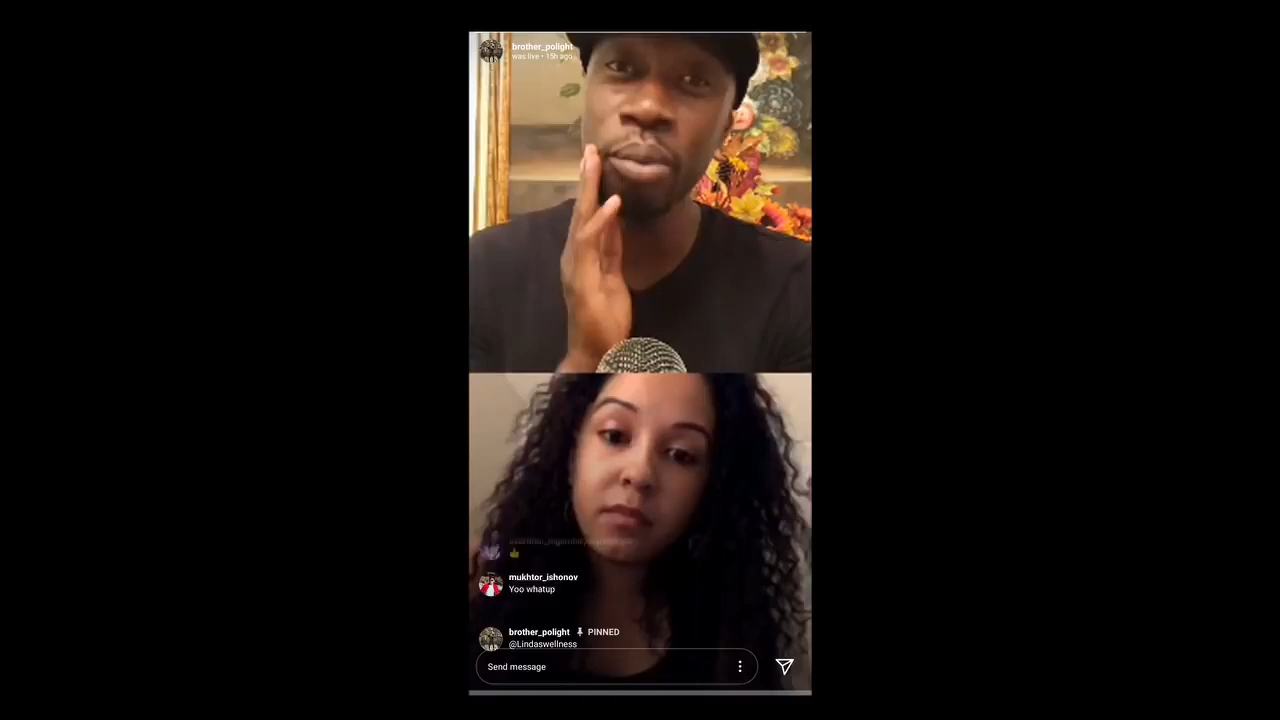 brother_polight
was live • 15h ago
mukhtor_ishonov
Yoo whatup
brother_polight PINNED
@Lindaswellness
Send message